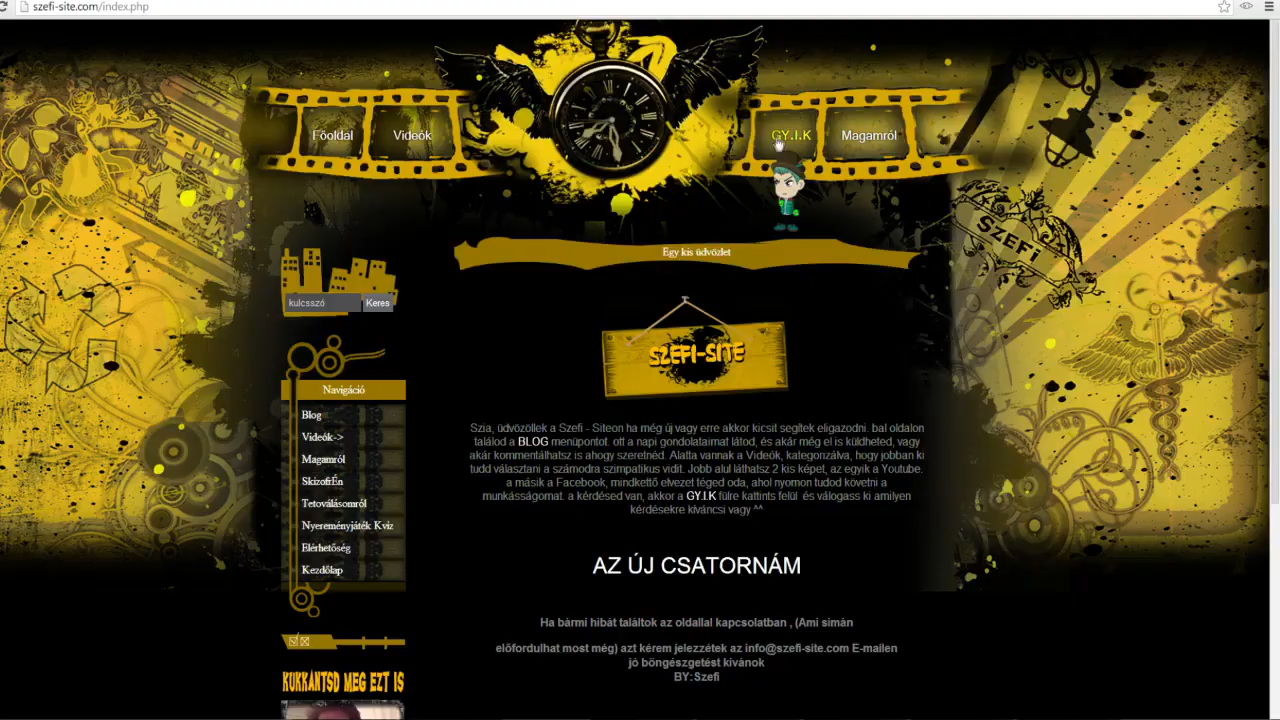 szefi-site.com/index.php
Főoldal
Videók
GY.I.K
Magamról
SZEFI
Egy kis üdvözlet
kulcsszó
Keres
SZEFI-SITE
Navigáció
Blog
Videók->
Magamról
SkizofrÉn
Tetoválásomról
Nyereményjáték Kvíz
Elérhetőség
Kezdőlap
Szia, üdvözöllek a Szefi - Siteon ha még új vagy erre akkor kicsit segítek eligazodni. bal oldalon
találod a BLOG menüpontot. ott a napi gondolataimat látod, és akár még el is küldheted, vagy
akár kommentálhatsz is ahogy szeretnéd. Alatta vannak a Videók, kategorizálva, hogy jobban ki
tudd választani a számodra szimpatikus vidit. Jobb alul láthatsz 2 kis képet, az egyik a Youtube.
a másik a Facebook, mindkettő elvezet téged oda, ahol nyomon tudod követni a
munkásságomat. a kérdésed van, akkor a GY.I.K fülre kattints felül és válogass ki amilyen
kérdésekre kíváncsi vagy ^^
AZ ÚJ CSATORNÁM
Ha bármi hibát találtok az oldallal kapcsolatban , (Ami simán
előfordulhat most még) azt kérem jelezzétek az info@szefi-site.com E-mailen
jó böngészgetést kívánok
BY:Szefi
KUKKANTSD MEG EZT IS